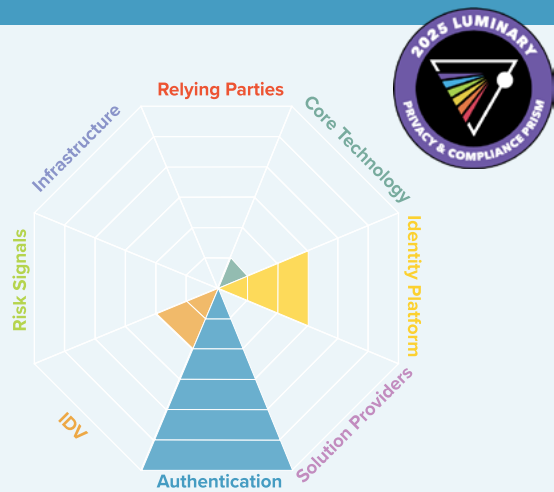 2025 LUMINARY
PRIVACY & COMPLIANCE PRISM
Relying Parties
Core Technology
Infrastructure
Identity Platform
Risk Signals
Solution Providers
IDV
Authentication